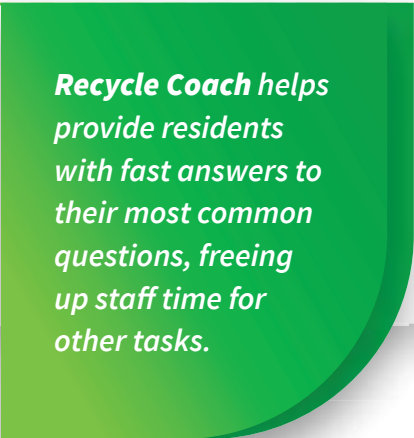 Recycle Coach helps
provide residents
with fast answers to
their most common
questions, freeing
up staff time for
other tasks.